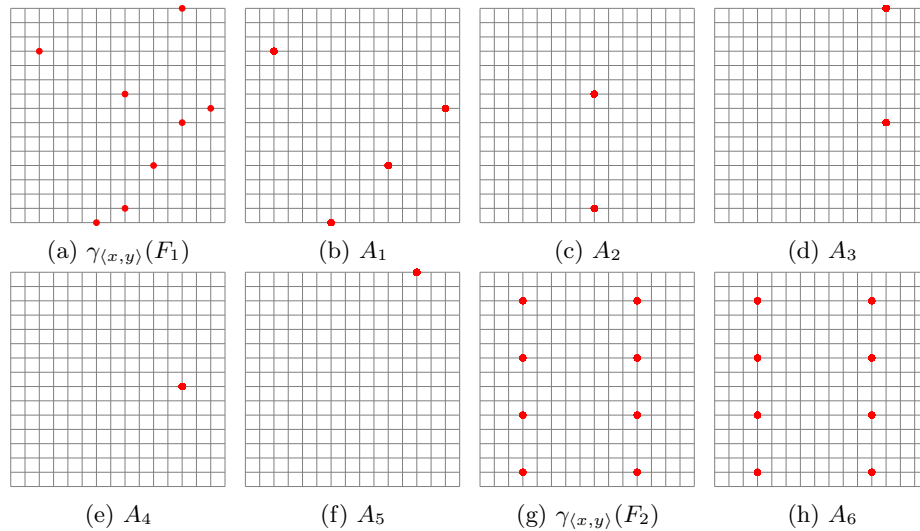 (a) γ⟨x,y⟩(F₁) (b) A₁ (c) A₂ (d) A₃
(e) A₄ (f) A₅ (g) γ⟨x,y⟩(F₂) (h) A₆